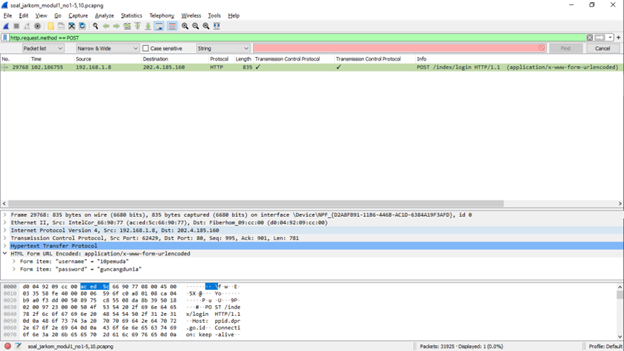 soal_jarkom_modul1_no1-5,10.pcapng
File Edit View Go Capture Analyze Statistics Telephony Wireless Tools Help
http.request.method == POST
Packet list Narrow & Wide Case sensitive String Find Cancel
No. Time Source Destination Protocol Length Transmission Control Protocol Transmission Control Protocol Info
29768 102.186755 192.168.1.8 202.4.185.160 HTTP 835 ✓ ✓ POST /index/login HTTP/1.1 (application/x-www-form-urlencoded)
Frame 29768: 835 bytes on wire (6680 bits), 835 bytes captured (6680 bits) on interface \Device\NPF_{D2A8FB91-11B6-4468-AC1D-6384A19F3AFD}, id 0
Ethernet II, Src: IntelCor_66:90:77 (ac:ed:5c:66:90:77), Dst: Fiberhom_09:cc:00 (d0:04:92:09:cc:00)
Internet Protocol Version 4, Src: 192.168.1.8, Dst: 202.4.185.160
Transmission Control Protocol, Src Port: 62429, Dst Port: 80, Seq: 995, Ack: 901, Len: 781
Hypertext Transfer Protocol
HTML Form URL Encoded: application/x-www-form-urlencoded
Form item: "username" = "10pemuda"
Form item: "password" = "guncangdunia"
0000 d0 04 92 09 cc 00 ac ed 5c 66 90 77 08 00 45 00
0010 03 35 58 fe 40 00 80 06 59 6f c0 a8 01 08 ca 04
0020 b9 a0 f3 dd 00 50 89 75 c8 55 08 da 8b 39 50 18
0030 02 00 97 23 00 00 50 4f 53 54 20 2f 69 6e 64 65 POST /inde
0040 78 2f 6c 6f 67 69 6e 20 48 54 54 50 2f 31 2e 31 x/login HTTP/1.1
0050 0d 0a 48 6f 73 74 3a 20 70 70 69 64 2e 64 70 72 Host: ppid.dpr
0060 2e 67 6f 2e 69 64 0d 0a 43 6f 6e 6e 65 63 74 69 .go.id Connecti
0070 6f 6e 3a 20 6b 65 65 70 2d 61 6c 69 76 65 0d 0a on: keep -alive
soal_jarkom_modul1_no1-5,10.pcapng Packets: 31925 · Displayed: 1 (0.0%) Profile: Default